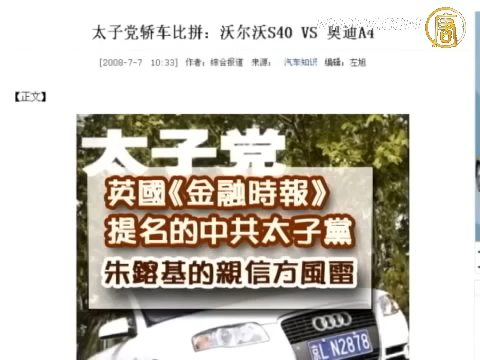 太子党轿车比拼：沃尔沃S40 VS 奥迪A4
[2008-7-7 10:33] 作者：综合报道 来源： 汽车知识 编辑：左旭
【正文】
太子党
英國《金融時報》
提名的中共太子黨
朱鎔基的親信方風雷
京L N2878